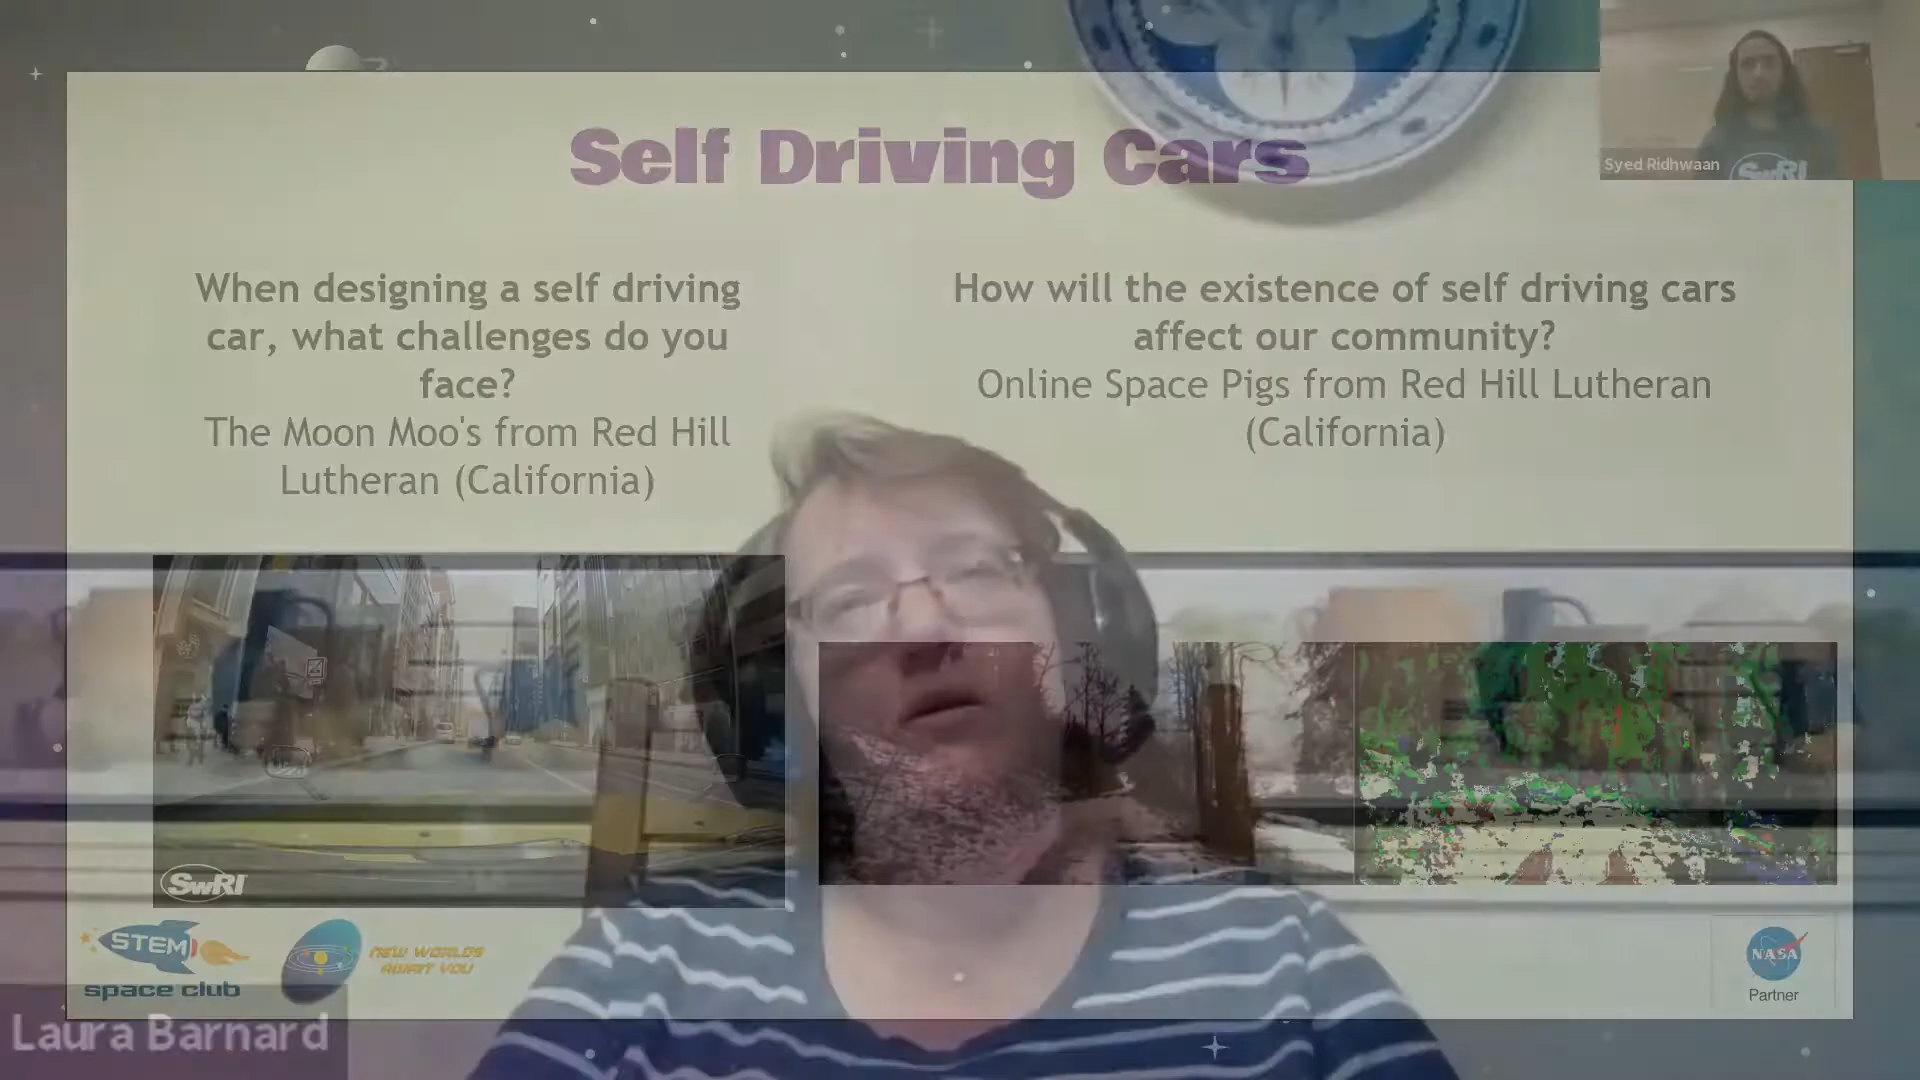 Self Driving Cars
Syed Ridhwaan
SwRI
When designing a self driving
car, what challenges do you
face?
The Moon Moo's from Red Hill
Lutheran (California)
How will the existence of self driving cars
affect our community?
Online Space Pigs from Red Hill Lutheran
(California)
SwRI
STEM
space club
NEW WORLDS
AWAIT YOU
NASA
Partner
Laura Barnard